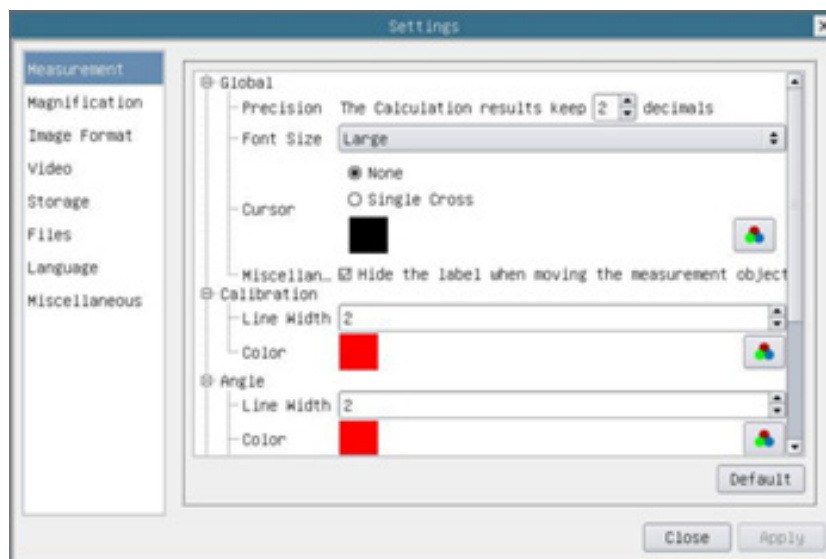 Settings
Measurement
Magnification
Image Format
Video
Storage
Files
Language
Miscellaneous
Global
Precision The Calculation results keep 2 decimals
Font Size Large
None
Single Cross
Cursor
Miscellan… Hide the label when moving the measurement object
Calibration
Line Width 2
Color
Angle
Line Width 2
Color
Default
Close Apply